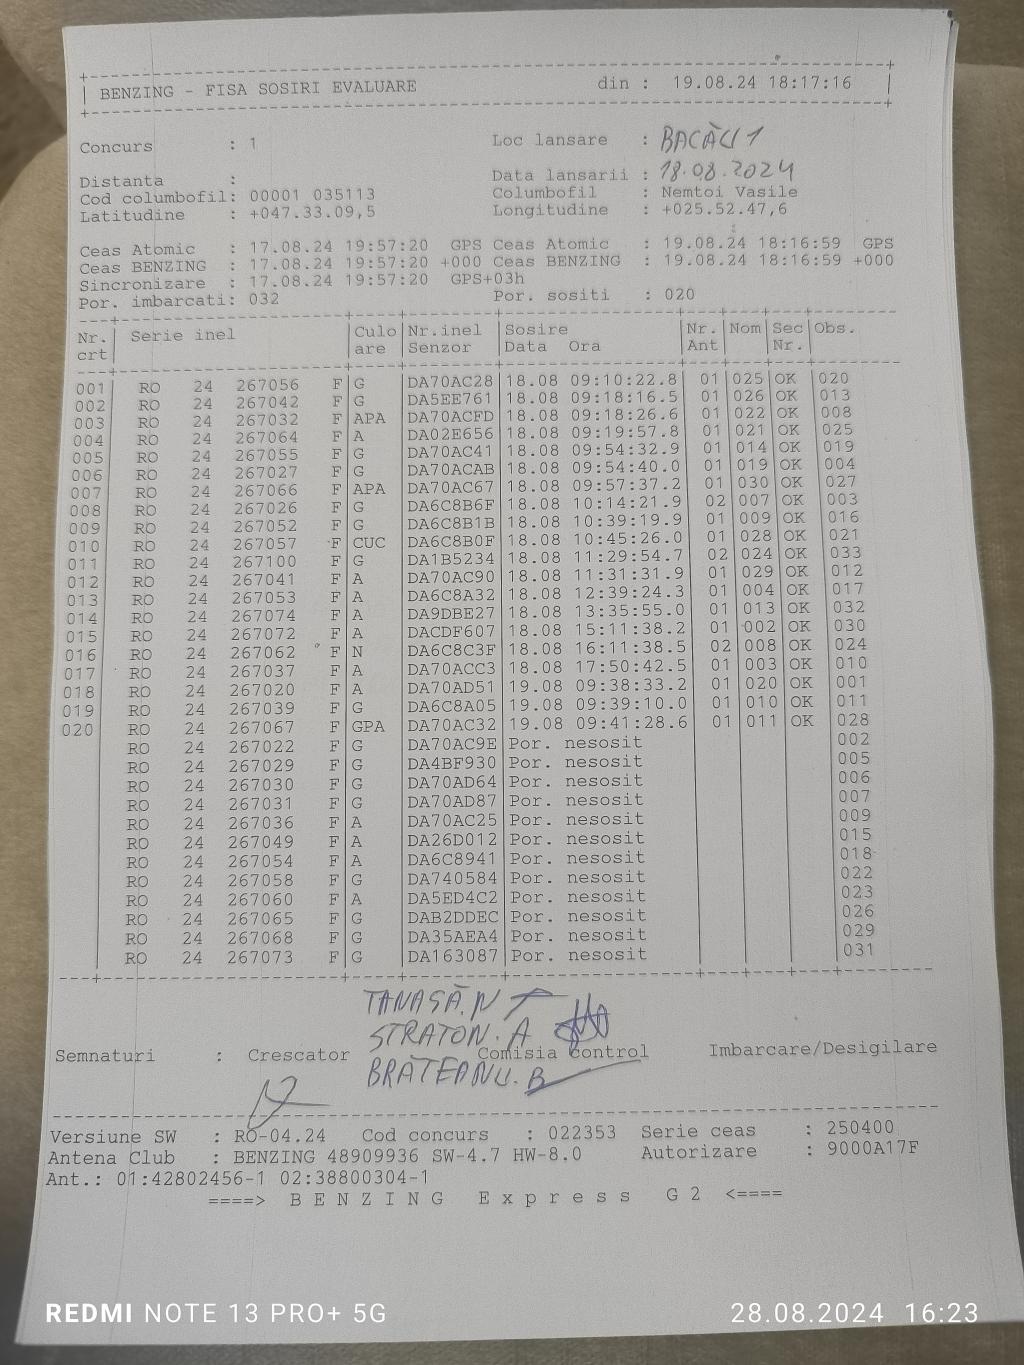 BENZING - FISA SOSIRI EVALUARE din : 19.08.24 18:17:16
Concurs : 1 Loc lansare : BACĂU 1
Distanta : Data lansarii : 18.08.2024
Cod columbofil: 00001 035113 Columbofil : Nemtoi Vasile
Latitudine : +047.33.09,5 Longitudine : +025.52.47,6
Ceas Atomic : 17.08.24 19:57:20 GPS Ceas Atomic : 19.08.24 18:16:59 GPS
Ceas BENZING : 17.08.24 19:57:20 +000 Ceas BENZING : 19.08.24 18:16:59 +000
Sincronizare : 17.08.24 19:57:20 GPS+03h
Por. imbarcati: 032 Por. sositi : 020
Nr. Serie inel Culo Nr.inel Sosire Nr. Nom Sec Obs.
crt are Senzor Data Ora Ant Nr.
001 RO 24 267056 F G DA70AC28 18.08 09:10:22.8 01 025 OK 020
002 RO 24 267042 F G DA5EE761 18.08 09:18:16.5 01 026 OK 013
003 RO 24 267032 F APA DA70ACFD 18.08 09:18:26.6 01 022 OK 008
004 RO 24 267064 F A DA02E656 18.08 09:19:57.8 01 021 OK 025
005 RO 24 267055 F G DA70AC41 18.08 09:54:32.9 01 014 OK 019
006 RO 24 267027 F G DA70ACAB 18.08 09:54:40.0 01 019 OK 004
007 RO 24 267066 F APA DA70AC67 18.08 09:57:37.2 01 030 OK 027
008 RO 24 267026 F G DA6C8B6F 18.08 10:14:21.9 02 007 OK 003
009 RO 24 267052 F G DA6C8B1B 18.08 10:39:19.9 01 009 OK 016
010 RO 24 267057 F CUC DA6C8B0F 18.08 10:45:26.0 01 028 OK 021
011 RO 24 267100 F G DA1B5234 18.08 11:29:54.7 02 024 OK 033
012 RO 24 267041 F A DA70AC90 18.08 11:31:31.9 01 029 OK 012
013 RO 24 267053 F A DA6C8A32 18.08 12:39:24.3 01 004 OK 017
014 RO 24 267074 F A DA9DBE27 18.08 13:35:55.0 01 013 OK 032
015 RO 24 267072 F A DACDF607 18.08 15:11:38.2 01 002 OK 030
016 RO 24 267062 F N DA6C8C3F 18.08 16:11:38.5 02 008 OK 024
017 RO 24 267037 F A DA70ACC3 18.08 17:50:42.5 01 003 OK 010
018 RO 24 267020 F A DA70AD51 19.08 09:38:33.2 01 020 OK 001
019 RO 24 267039 F G DA6C8A05 19.08 09:39:10.0 01 010 OK 011
020 RO 24 267067 F GPA DA70AC32 19.08 09:41:28.6 01 011 OK 028
RO 24 267022 F G DA70AC9E Por. nesosit 002
RO 24 267029 F G DA4BF930 Por. nesosit 005
RO 24 267030 F G DA70AD64 Por. nesosit 006
RO 24 267031 F G DA70AD87 Por. nesosit 007
RO 24 267036 F A DA70AC25 Por. nesosit 009
RO 24 267049 F A DA26D012 Por. nesosit 015
RO 24 267054 F A DA6C8941 Por. nesosit 018
RO 24 267058 F G DA740584 Por. nesosit 022
RO 24 267060 F A DA5ED4C2 Por. nesosit 023
RO 24 267065 F G DAB2DDEC Por. nesosit 026
RO 24 267068 F G DA35AEA4 Por. nesosit 029
RO 24 267073 F G DA163087 Por. nesosit 031
TANASĂ.N
STRATON.A
Semnaturi : Crescator Comisia control Imbarcare/Desigilare
BRĂTEANU.B
Versiune SW : RO-04.24 Cod concurs : 022353 Serie ceas : 250400
Antena Club : BENZING 48909936 SW-4.7 HW-8.0 Autorizare : 9000A17F
Ant.: 01:42802456-1 02:38800304-1
====> B E N Z I N G E x p r e s s G 2 <====
REDMI NOTE 13 PRO+ 5G 28.08.2024 16:23